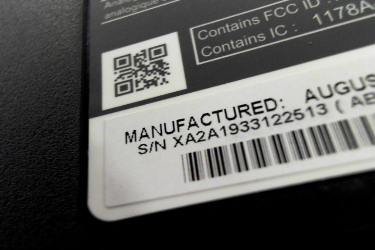 analogique
Contains FCC ID :
Contains IC : 1178A
MANUFACTURED: AUGUS
S/N XA2A1933122513 ( AB